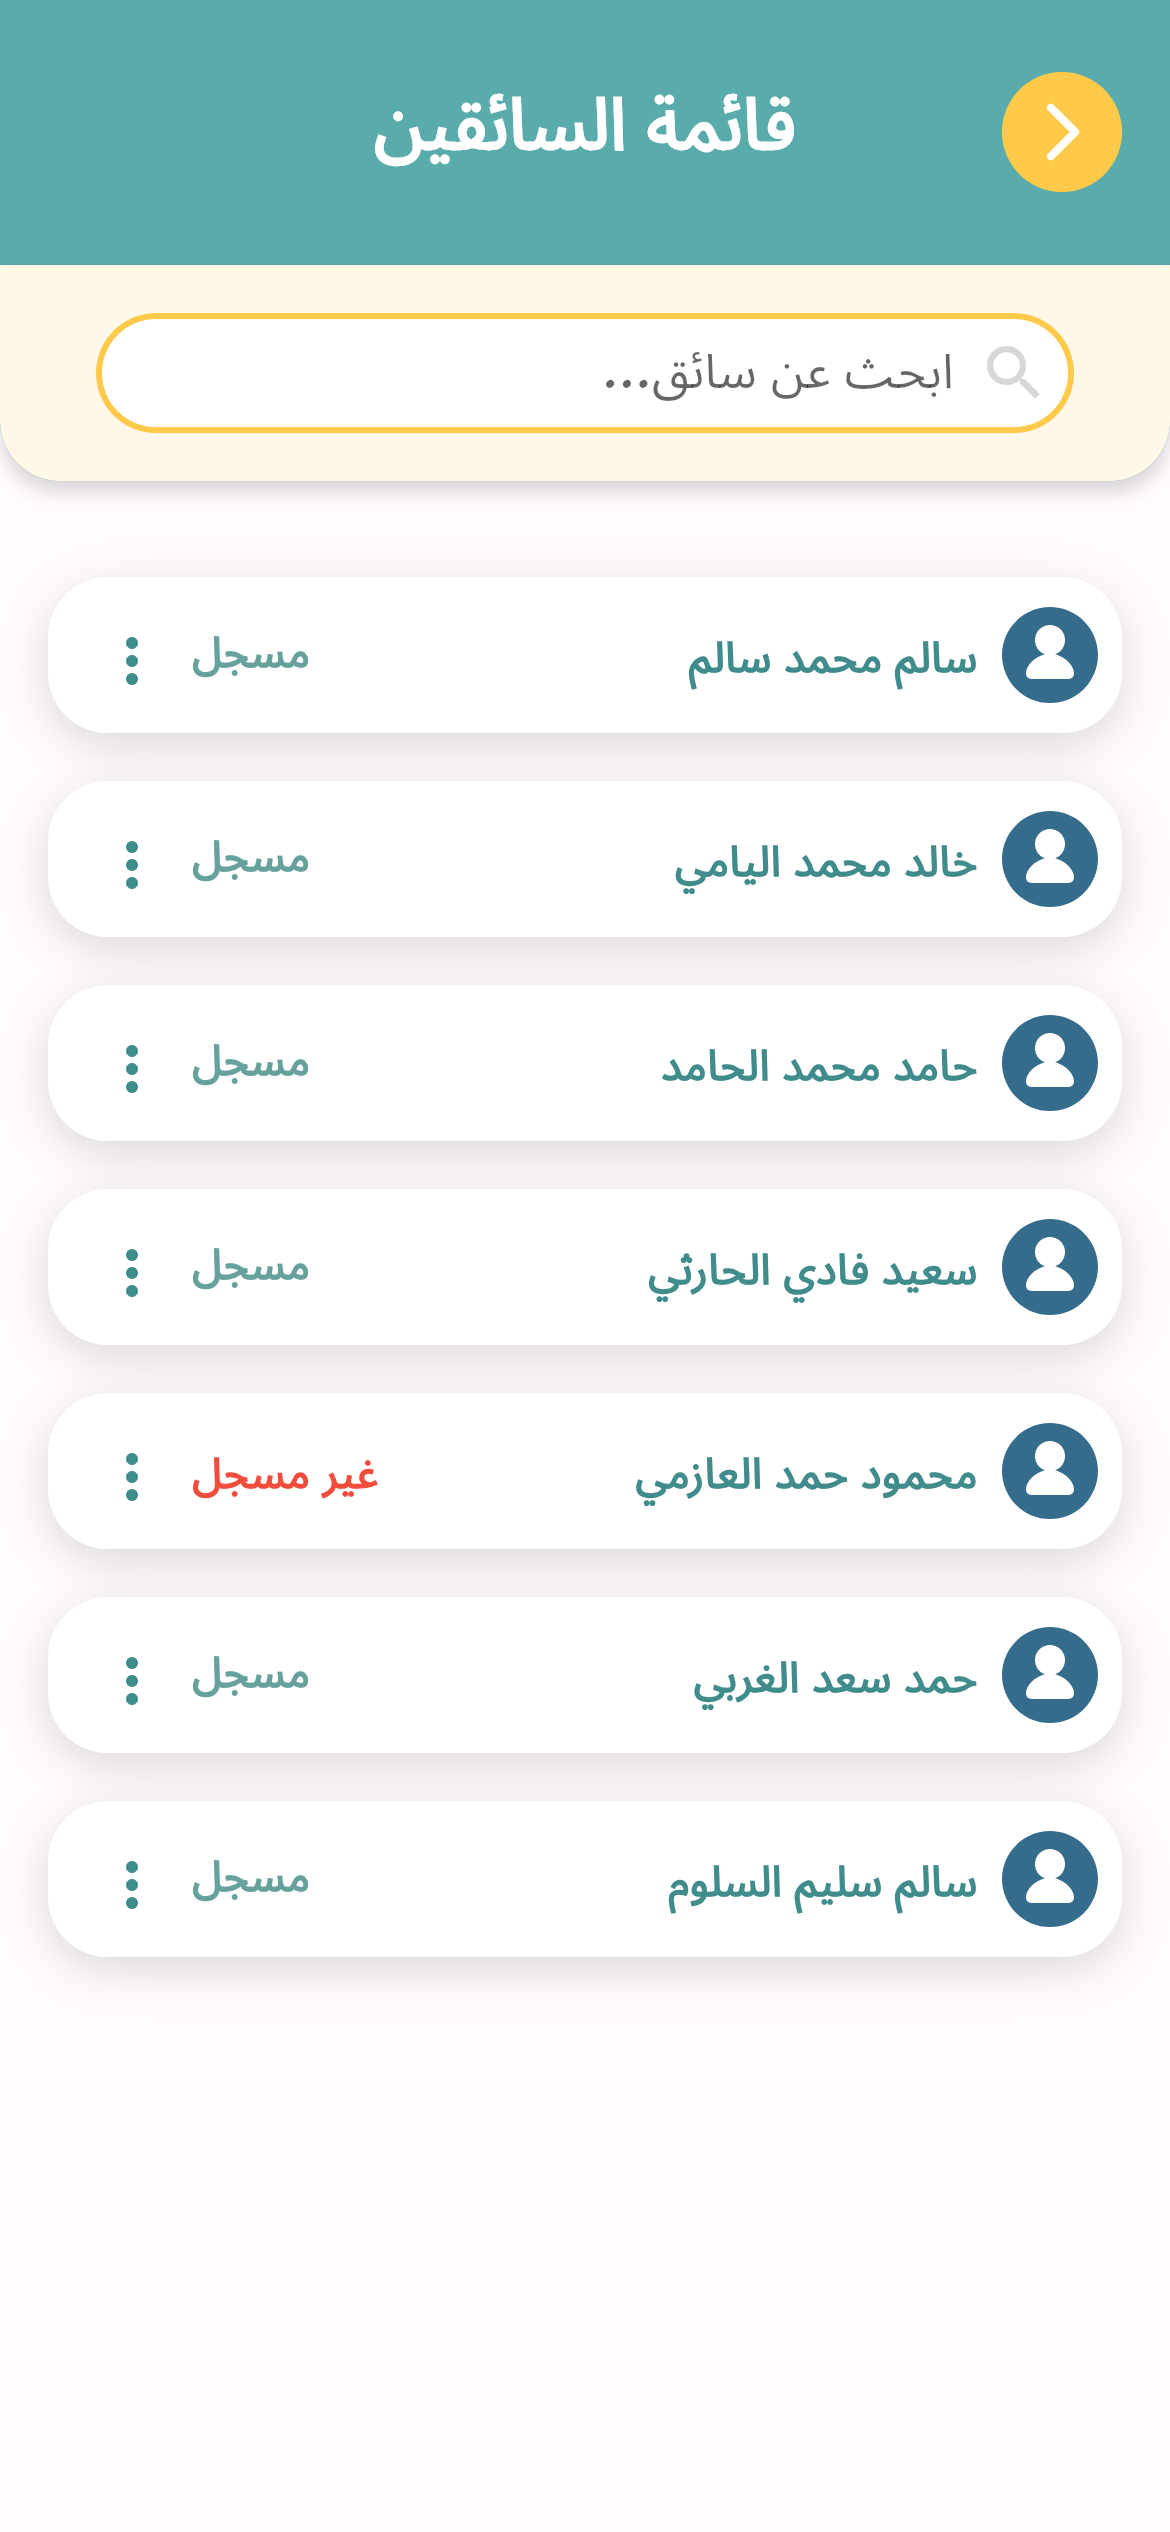 قائمة السائقين
ابحث عن سائق...
سالم محمد سالم مسجل
خالد محمد اليامي مسجل
حامد محمد الحامد مسجل
سعيد فادي الحارثي مسجل
محمود حمد العازمي غير مسجل
حمد سعد الغربي مسجل
سالم سليم السلوم مسجل